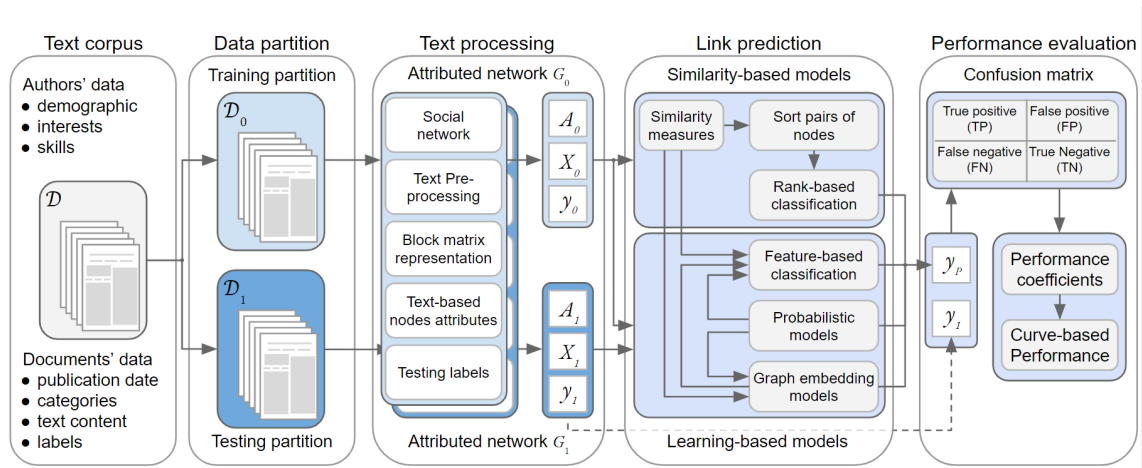 Text corpus
Authors' data
● demographic
● interests
● skills
𝒟
Documents' data
● publication date
● categories
● text content
● labels
Data partition
Training partition
𝒟0
𝒟1
Testing partition
Text processing
Attributed network G0
Social
network
Text Pre-
processing
Block matrix
representation
Text-based
nodes attributes
Testing labels
A0
X0
y0
A1
X1
y1
Attributed network G1
Link prediction
Similarity-based models
Similarity
measures
Sort pairs of
nodes
Rank-based
classification
Feature-based
classification
Probabilistic
models
Graph embedding
models
Learning-based models
Performance evaluation
Confusion matrix
True positive
(TP)
False positive
(FP)
False negative
(FN)
True Negative
(TN)
yP
y1
Performance
coefficients
Curve-based
Performance